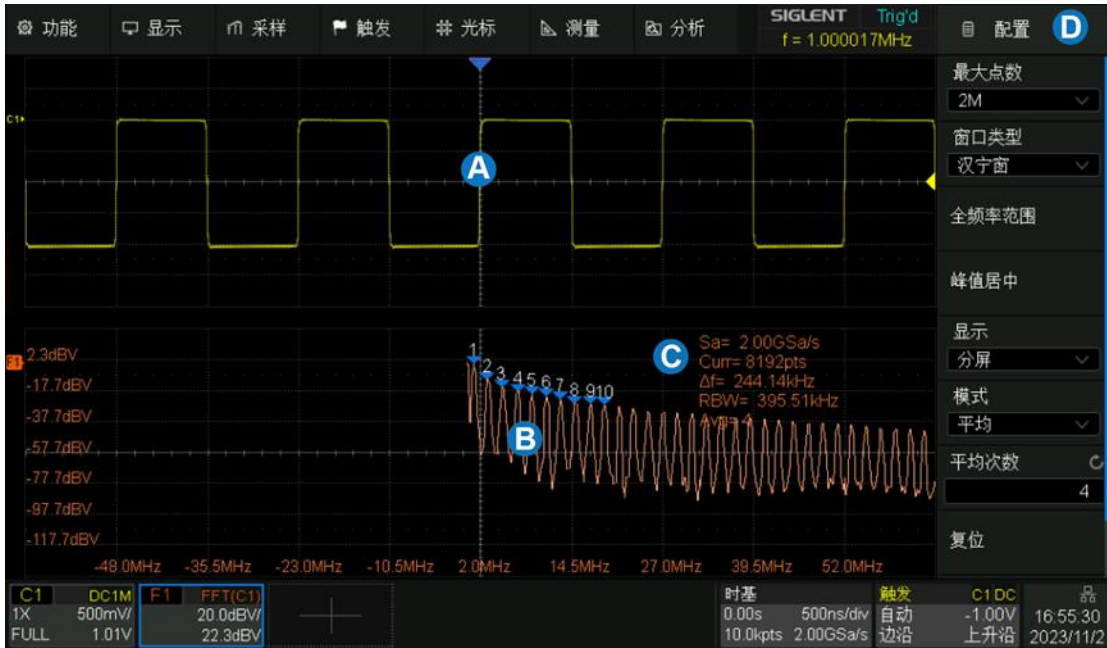 功能 显示 采样 触发 光标 测量 分析
SIGLENT Trig'd
f = 1.000017MHz
配置 D
最大点数
2M
窗口类型
汉宁窗
全频率范围
峰值居中
显示
分屏
模式
平均
平均次数
4
复位
C1
A
F1
2.3dBV
-17.7dBV
-37.7dBV
-57.7dBV
-77.7dBV
-97.7dBV
-117.7dBV
1 2 3 4 5 6 7 8 9 10
B
C
Sa= 2.00GSa/s
Curr= 8192pts
Δf= 244.14kHz
RBW= 395.51kHz
Avg= 4
-48.0MHz -35.5MHz -23.0MHz -10.5MHz 2.0MHz 14.5MHz 27.0MHz 39.5MHz 52.0MHz
C1 DC1M
1X 500mV/
FULL 1.01V
F1 FFT(C1)
20.0dBV/
22.3dBV
时基
0.00s 500ns/div
10.0kpts 2.00GSa/s
触发 C1 DC
自动 -1.00V
边沿 上升沿
16:55:30
2023/11/2